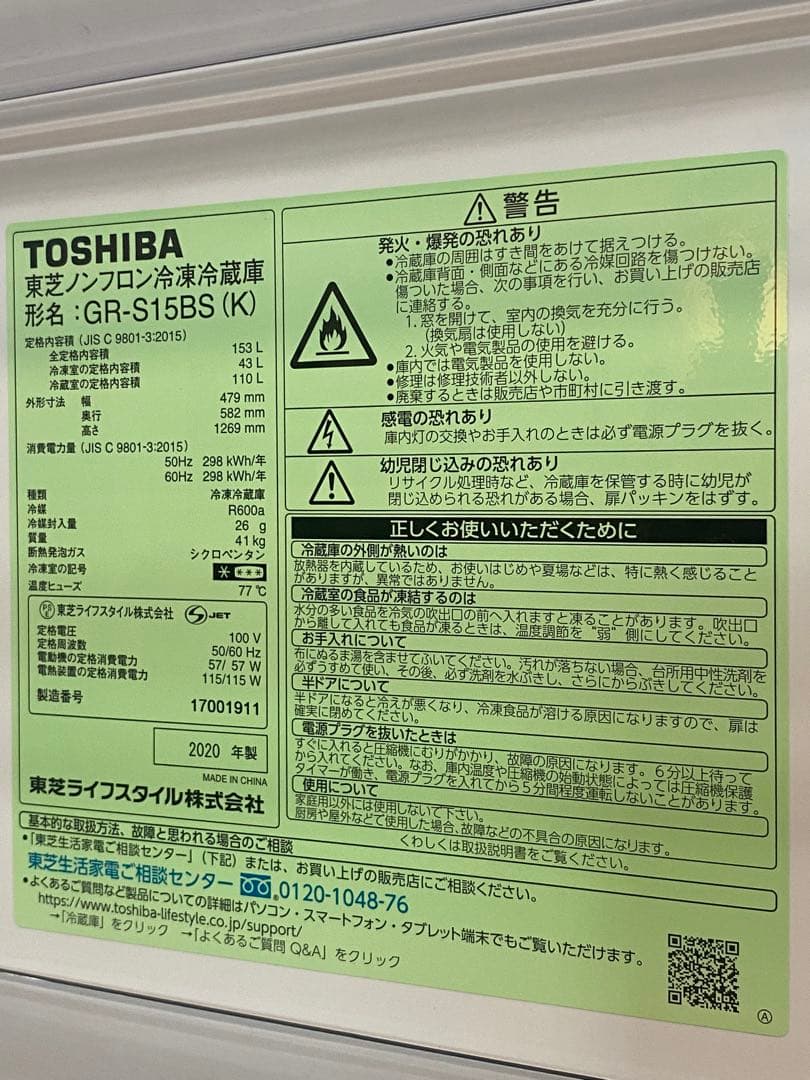 TOSHIBA
東芝ノンフロン冷凍冷蔵庫
形名：GR-S15BS (K)
定格内容積 (JIS C 9801-3:2015)
全定格内容積 153 L
冷凍室の定格内容積 43 L
冷蔵室の定格内容積 110 L
外形寸法 幅 479 mm
奥行 582 mm
高さ 1269 mm
消費電力量 (JIS C 9801-3:2015)
50Hz 298 kWh/年
60Hz 298 kWh/年
種類 冷凍冷蔵庫
冷媒 R600a
冷媒封入量 26 g
質量 41 kg
断熱発泡ガス シクロペンタン
冷凍室の記号
温度ヒューズ 77 ℃
東芝ライフスタイル株式会社 JET
定格電圧 100 V
定格周波数 50/60 Hz
電動機の定格消費電力 57/ 57 W
電熱装置の定格消費電力 115/115 W
製造番号 17001911
2020 年製
MADE IN CHINA
東芝ライフスタイル株式会社
警告
発火・爆発の恐れあり
●冷蔵庫の周囲はすき間をあけて据えつける。
●冷蔵庫背面・側面などにある冷媒回路を傷つけない。
傷ついた場合、次の事項を行い、お買い上げの販売店
に連絡する。
1. 窓を開けて、室内の換気を充分に行う。
(換気扇は使用しない)
2. 火気や電気製品の使用を避ける。
●庫内では電気製品を使用しない。
●修理は修理技術者以外しない。
●廃棄するときは販売店や市町村に引き渡す。
感電の恐れあり
庫内灯の交換やお手入れのときは必ず電源プラグを抜く。
幼児閉じ込みの恐れあり
リサイクル処理時など、冷蔵庫を保管する時に幼児が
閉じ込められる恐れがある場合、扉パッキンをはずす。
正しくお使いいただくために
冷蔵庫の外側が熱いのは
放熱器を内蔵しているため、お使いはじめや夏場などは、特に熱く感じること
がありますが、異常ではありません。
冷蔵室の食品が凍結するのは
水分の多い食品を冷気の吹出口の前へ入れますと凍ることがあります。吹出口
から離して入れても食品が凍るときは、温度調節を“弱”側にしてください。
お手入れについて
布にぬるま湯を含ませてふいてください。汚れが落ちない場合、台所用中性洗剤を
必ずうすめて使い、その後、必ず洗剤を水ぶきし、さらにからぶきしてください。
半ドアについて
半ドアになると冷えが悪くなり、冷凍食品が溶ける原因になりますので、扉は
確実に閉めてください。
電源プラグを抜いたときは
すぐに入れると圧縮機にむりがかかり、故障の原因になります。6分以上待って
から入れてください。なお、庫内温度や圧縮機の始動状態によっては圧縮機保護
タイマーが働き、電源プラグを入れてから5分間程度運転しないことがあります。
使用について
家庭用以外には使用しないで下さい。
厨房や屋外などで使用した場合、故障などの不具合の原因になります。
くわしくは取扱説明書をご覧ください。
基本的な取扱方法、故障と思われる場合のご相談
●「東芝生活家電ご相談センター」(下記) または、お買い上げの販売店にご相談ください。
東芝生活家電ご相談センター 0120-1048-76
●よくあるご質問など製品についての詳細はパソコン・スマートフォン・タブレット端末でもご覧いただけます。
https://www.toshiba-lifestyle.co.jp/support/
→「冷蔵庫」をクリック →「よくあるご質問 Q&A」をクリック
A